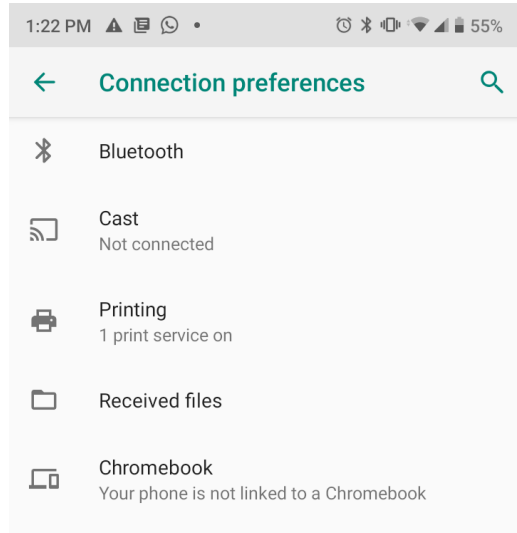 1:22 PM 55%
Connection preferences
Bluetooth
Cast
Not connected
Printing
1 print service on
Received files
Chromebook
Your phone is not linked to a Chromebook